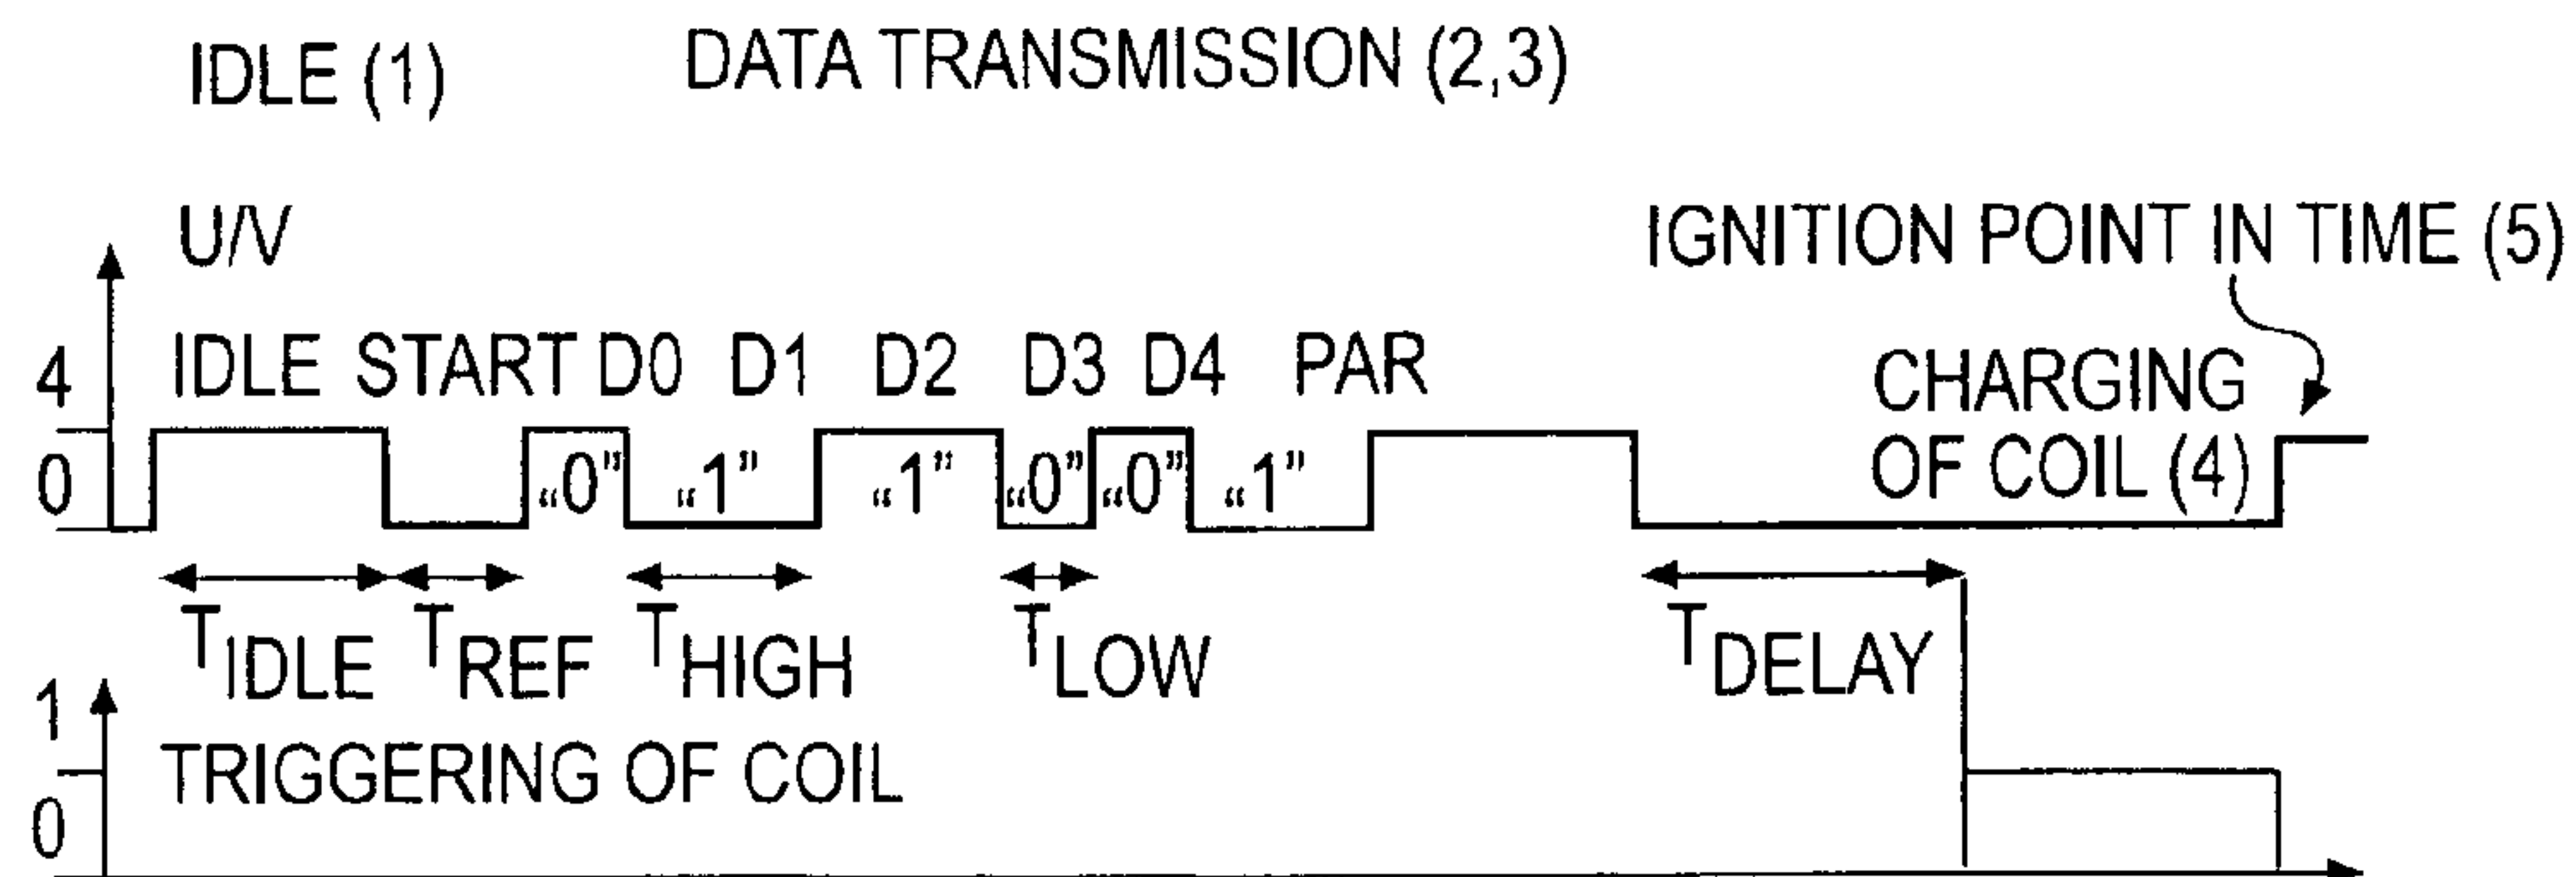 IDLE (1) DATA TRANSMISSION (2,3)
U/V
IGNITION POINT IN TIME (5)
4 IDLE START D0 D1 D2 D3 D4 PAR
CHARGING
OF COIL (4)
0 „0” „1” „1” „0” „0” „1”
TIDLE TREF THIGH TLOW TDELAY
1
TRIGGERING OF COIL
0